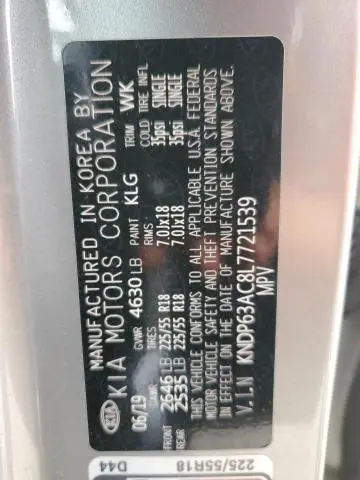 MANUFACTURED IN KOREA BY
KIA KIA MOTORS CORPORATION
06/19 GVWR 4630 LB PAINT KLG TRIM WK
GAWR TIRES RIMS COLD TIRE INFL
FRONT 2646 LB 225/55 R18 7.0Jx18 35psi SINGLE
REAR 2535 LB 225/55 R18 7.0Jx18 35psi SINGLE
THIS VEHICLE CONFORMS TO ALL APPLICABLE U.S.A. FEDERAL
MOTOR VEHICLE SAFETY AND THEFT PREVENTION STANDARDS
IN EFFECT ON THE DATE OF MANUFACTURE SHOWN ABOVE.
V.I.N KNDP63AC8L7721539
MPV
D44
225/55R18